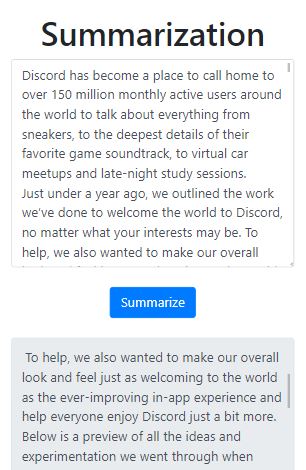 Summarization
Discord has become a place to call home to
over 150 million monthly active users around
the world to talk about everything from
sneakers, to the deepest details of their
favorite game soundtrack, to virtual car
meetups and late-night study sessions.
Just under a year ago, we outlined the work
we've done to welcome the world to Discord,
no matter what your interests may be. To
help, we also wanted to make our overall
Summarize
To help, we also wanted to make our overall
look and feel just as welcoming to the world
as the ever-improving in-app experience and
help everyone enjoy Discord just a bit more.
Below is a preview of all the ideas and
experimentation we went through when